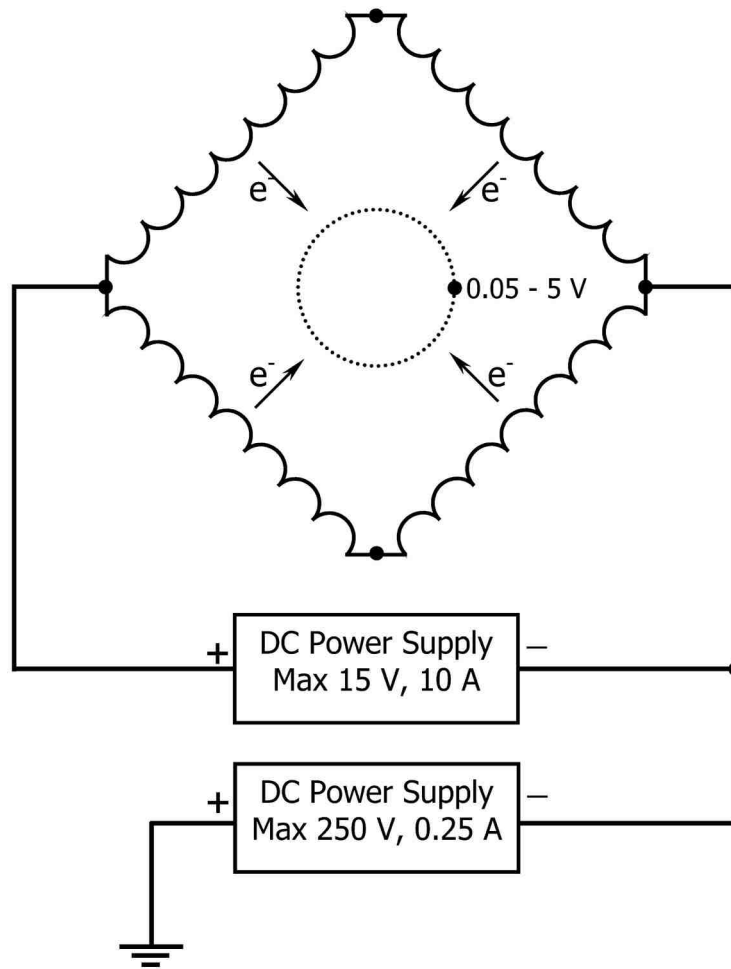 e⁻
e⁻
0.05 - 5 V
e⁻
e⁻
+
DC Power Supply
Max 15 V, 10 A
−
+
DC Power Supply
Max 250 V, 0.25 A
−